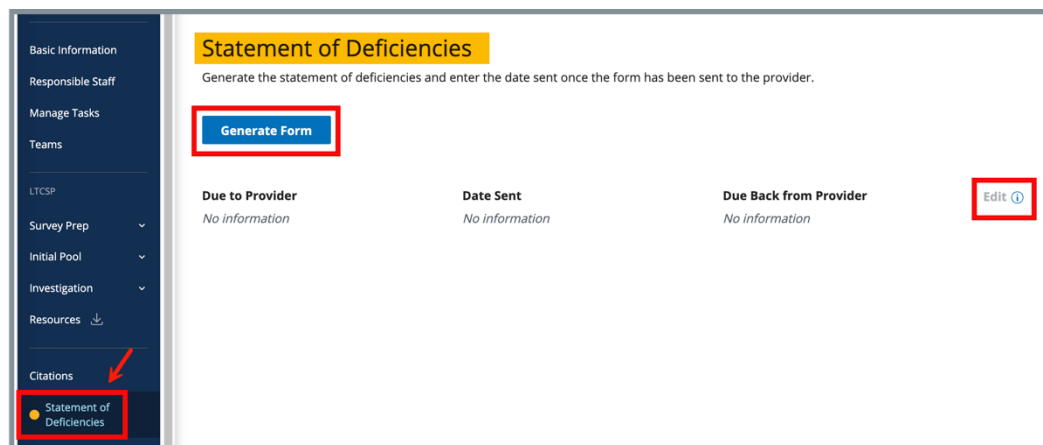 Basic Information
Responsible Staff
Manage Tasks
Teams
LTCSP
Survey Prep
Initial Pool
Investigation
Resources
Citations
Statement of
Deficiencies
Statement of Deficiencies
Generate the statement of deficiencies and enter the date sent once the form has been sent to the provider.
Generate Form
Due to Provider Date Sent Due Back from Provider Edit
No information No information No information